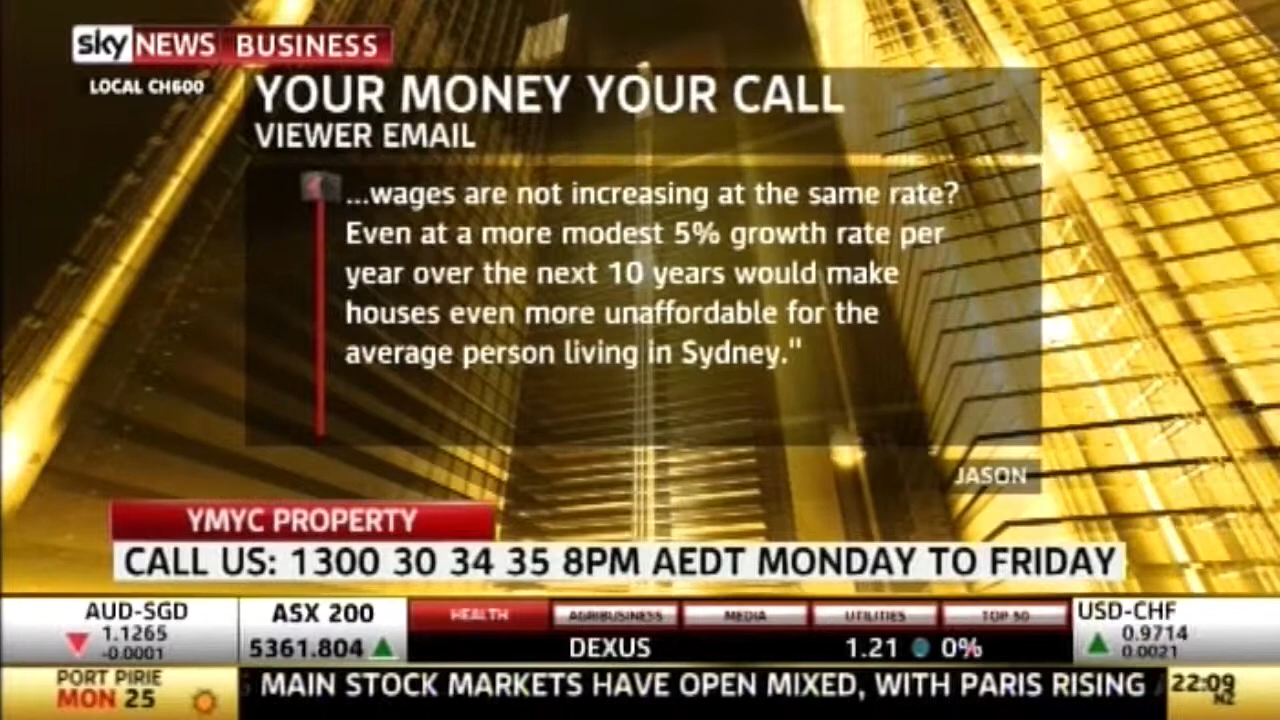 sky NEWS BUSINESS
LOCAL CH600
YOUR MONEY YOUR CALL
VIEWER EMAIL
...wages are not increasing at the same rate?
Even at a more modest 5% growth rate per
year over the next 10 years would make
houses even more unaffordable for the
average person living in Sydney."
JASON
YMYC PROPERTY
CALL US: 1300 30 34 35 8PM AEDT MONDAY TO FRIDAY
AUD-SGD
1.1265
-0.0001
ASX 200
5361.804
HEALTH AGRIBUSINESS MEDIA UTILITIES TOP 50
DEXUS 1.21 0%
USD-CHF
0.9714
0.0021
PORT PIRIE
MON 25
MAIN STOCK MARKETS HAVE OPEN MIXED, WITH PARIS RISING
22:09
NZ